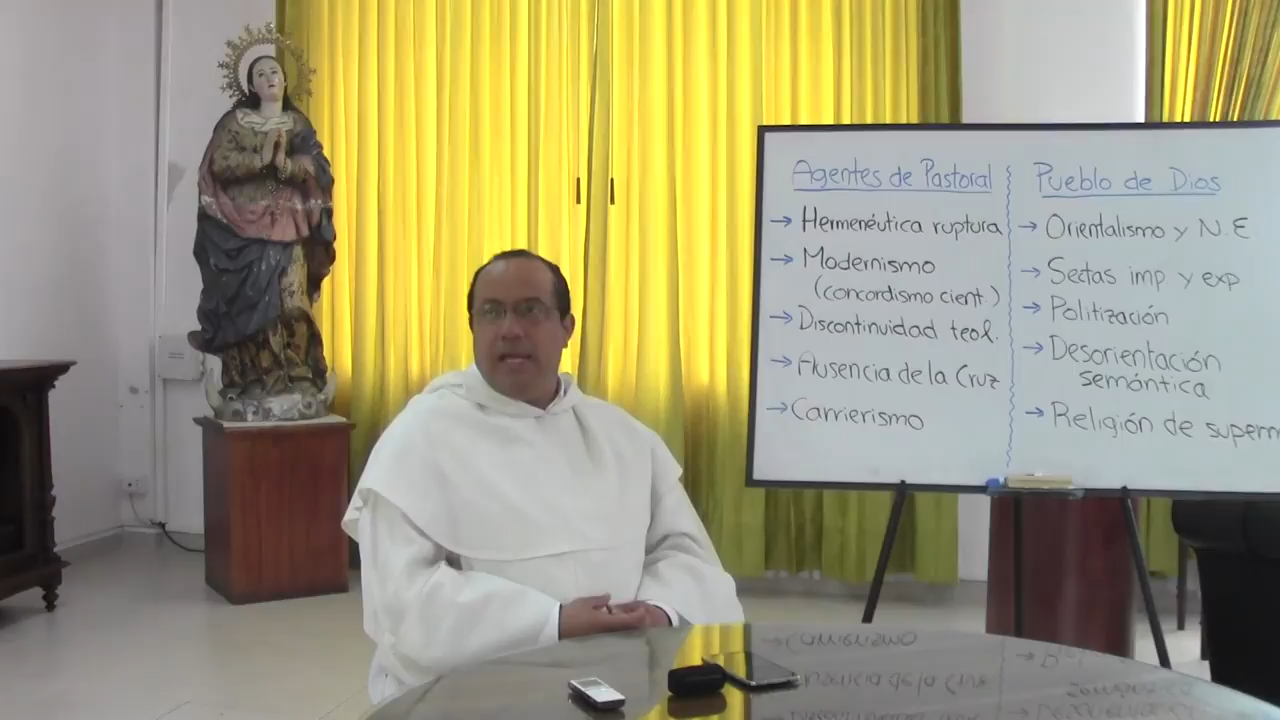 Agentes de Pastoral
→ Hermenéutica ruptura
→ Modernismo
(concordismo cient.)
→ Discontinuidad teol.
→ Ausencia de la Cruz
→ Carrierismo
Pueblo de Dios
→ Orientalismo y N.E
→ Sectas imp y exp
→ Politización
→ Desorientación
semántica
→ Religión de superm